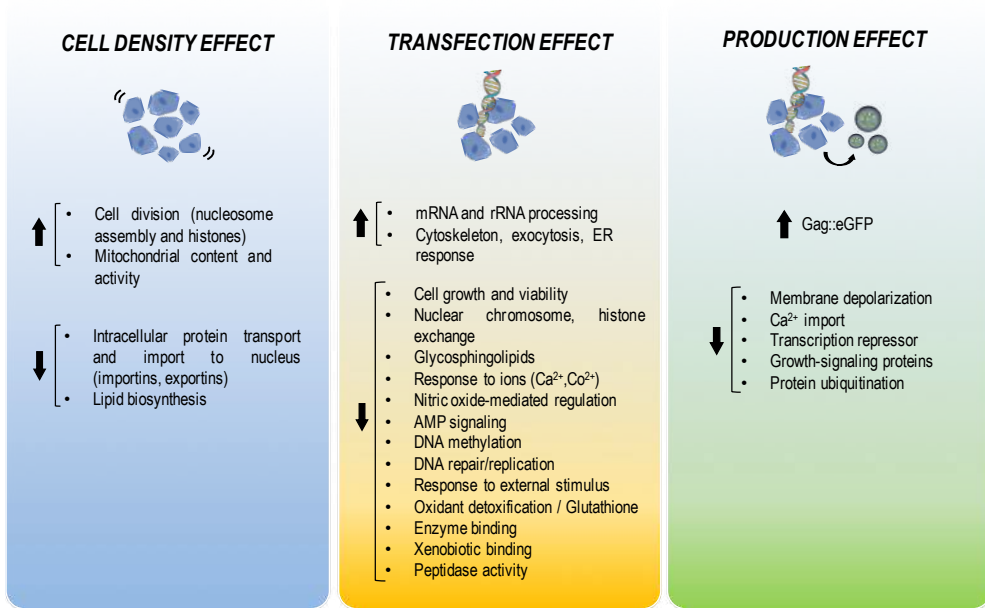 CELL DENSITY EFFECT
• Cell division (nucleosome
assembly and histones)
• Mitochondrial content and
activity
• Intracellular protein transport
and import to nucleus
(importins, exportins)
• Lipid biosynthesis
TRANSFECTION EFFECT
• mRNA and rRNA processing
• Cytoskeleton, exocytosis, ER
response
• Cell growth and viability
• Nuclear chromosome, histone
exchange
• Glycosphingolipids
• Response to ions (Ca²⁺,Co²⁺)
• Nitric oxide-mediated regulation
• AMP signaling
• DNA methylation
• DNA repair/replication
• Response to external stimulus
• Oxidant detoxification / Glutathione
• Enzyme binding
• Xenobiotic binding
• Peptidase activity
PRODUCTION EFFECT
Gag::eGFP
• Membrane depolarization
• Ca²⁺ import
• Transcription repressor
• Growth-signaling proteins
• Protein ubiquitination